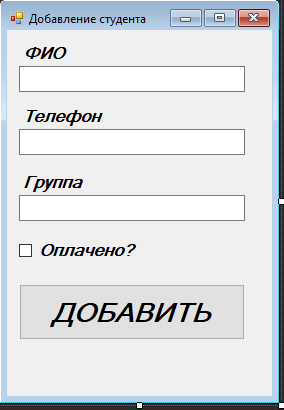 Добавление студента
ФИО
Телефон
Группа
Оплачено?
ДОБАВИТЬ